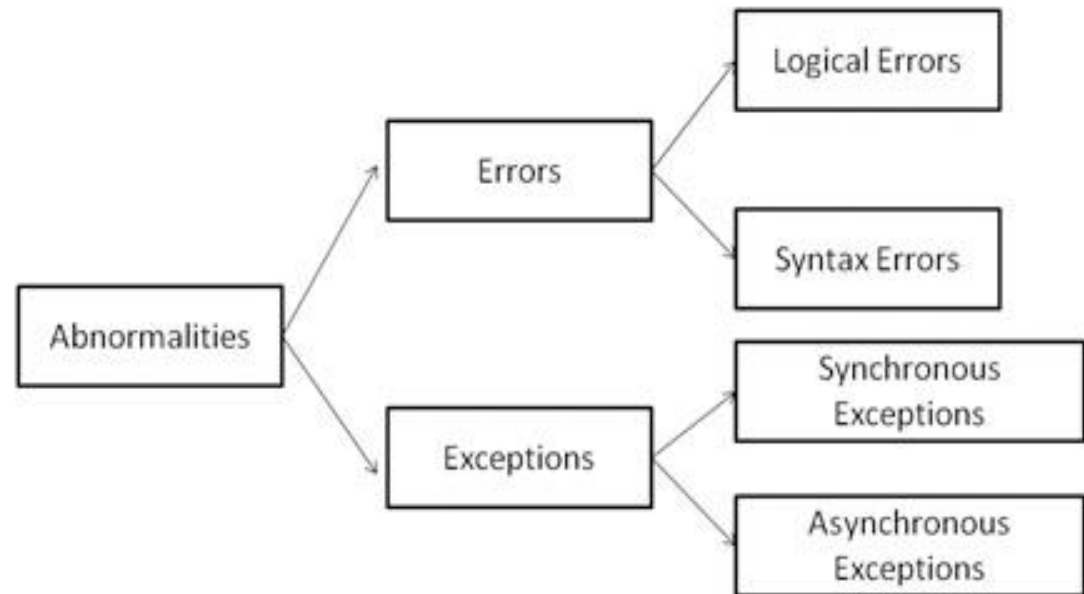 Logical Errors
Errors
Syntax Errors
Abnormalities
Synchronous
Exceptions
Exceptions
Asynchronous
Exceptions